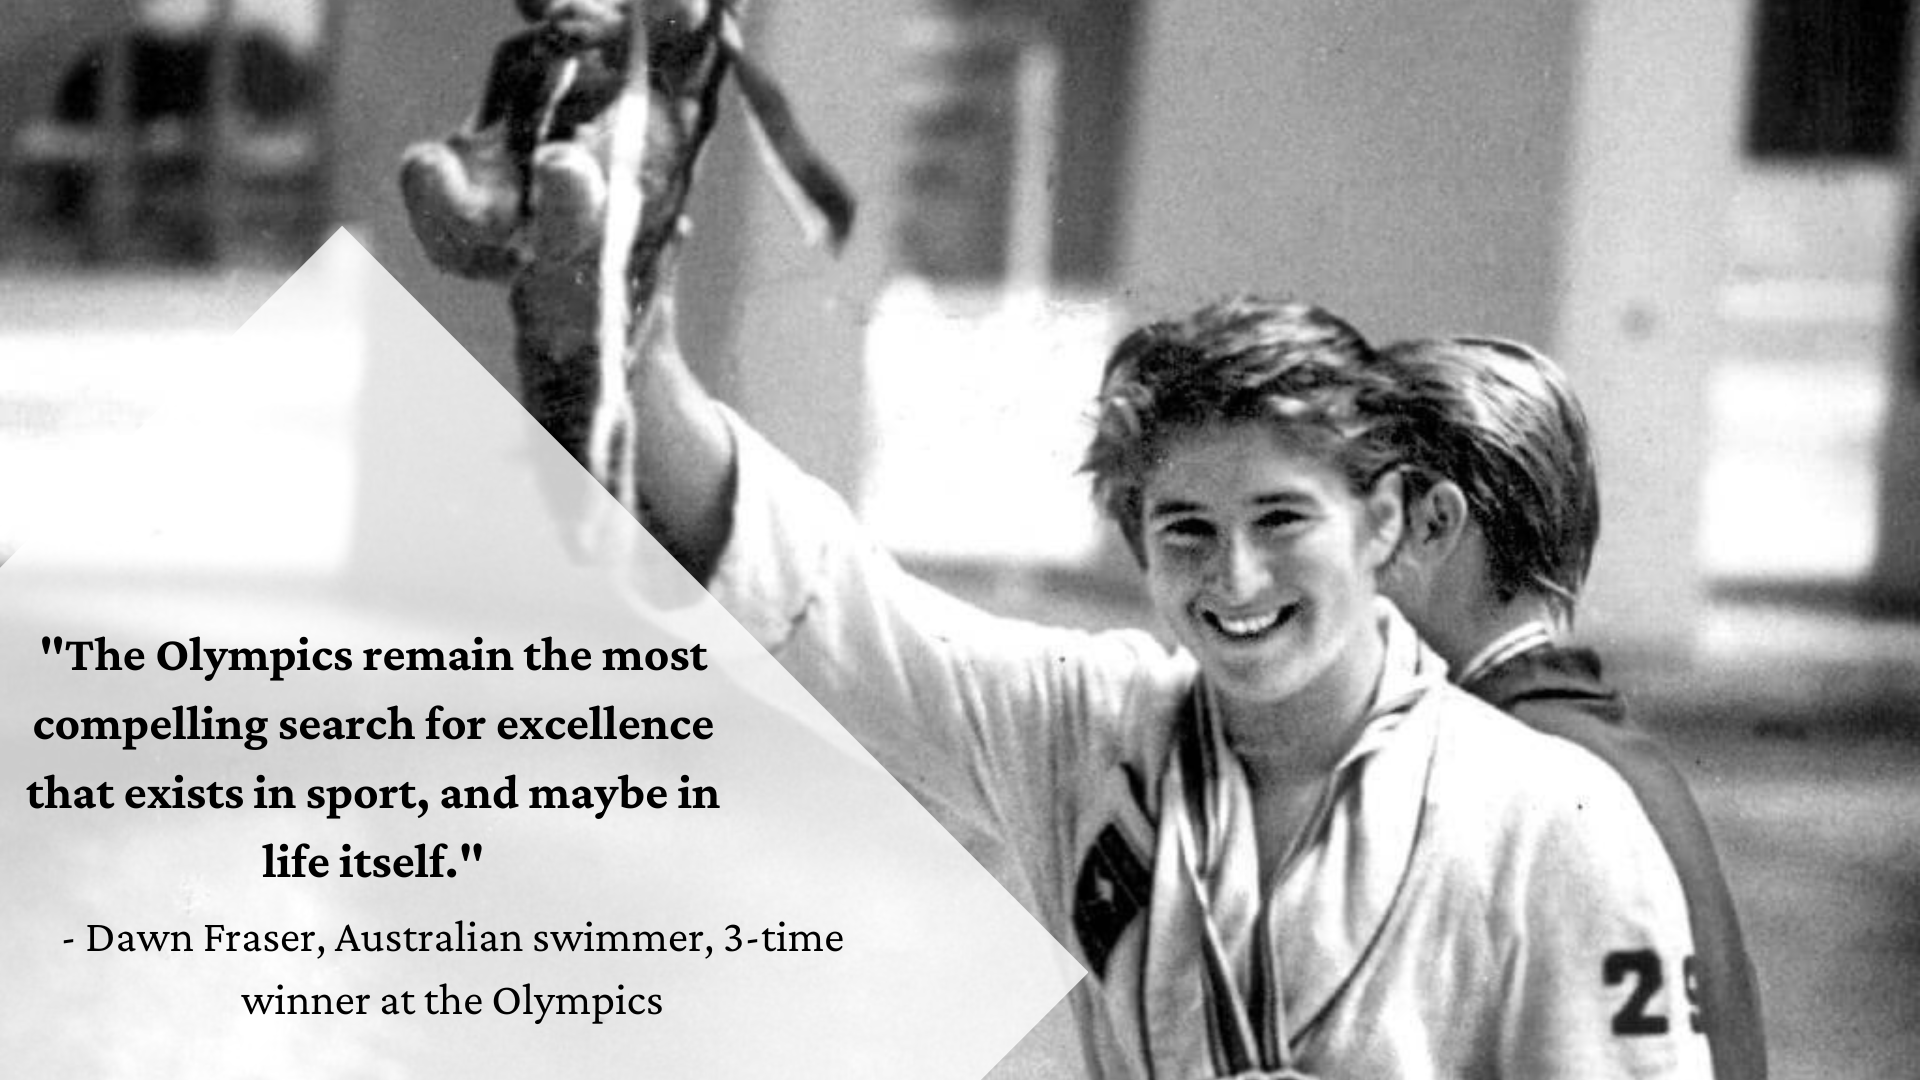 "The Olympics remain the most
compelling search for excellence
that exists in sport, and maybe in
life itself."
- Dawn Fraser, Australian swimmer, 3-time
winner at the Olympics
2